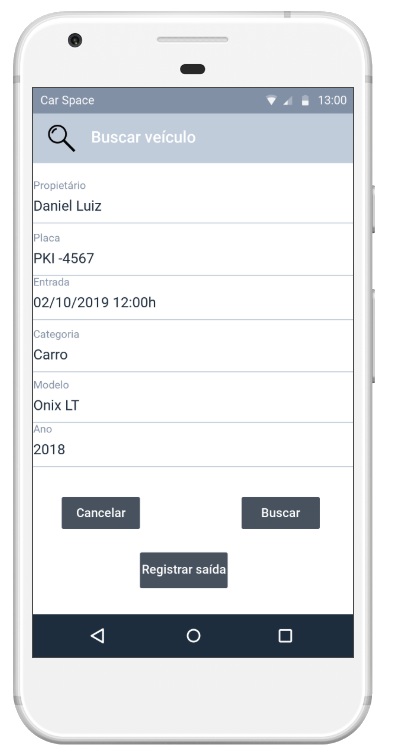 Car Space 13:00
Buscar veículo
Propietário
Daniel Luiz
Placa
PKI -4567
Entrada
02/10/2019 12:00h
Categoria
Carro
Modelo
Onix LT
Ano
2018
Cancelar Buscar
Registrar saída